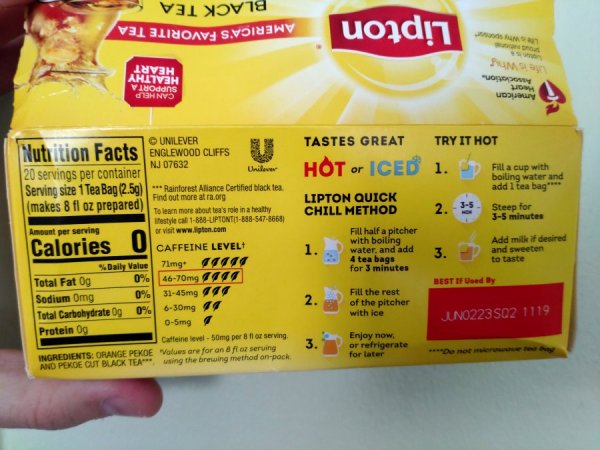 Lipton
BLACK TEA
AMERICA'S FAVORITE TEA
CAN HELP
SUPPORT A
HEALTHY
HEART
American
Heart
Association.
Life is Why™
Lipton is a
proud national
Life is Why sponsor*
Nutrition Facts
20 servings per container
Serving size 1 Tea Bag (2.5g)
(makes 8 fl oz prepared)
Amount per serving
Calories 0
% Daily Value
Total Fat 0g 0%
Sodium 0mg 0%
Total Carbohydrate 0g 0%
Protein 0g
INGREDIENTS: ORANGE PEKOE
AND PEKOE CUT BLACK TEA***.
© UNILEVER
ENGLEWOOD CLIFFS
NJ 07632
Unilever
*** Rainforest Alliance Certified black tea.
Find out more at ra.org
To learn more about tea's role in a healthy
lifestyle call 1-888-LIPTONT(1-888-547-8668)
or visit www.lipton.com
CAFFEINE LEVEL†
71mg+
46-70mg
31-45mg
6-30mg
0-5mg
Caffeine level - 50mg per 8 fl oz serving.
*Values are for an 8 fl oz serving
using the brewing method on-pack.
TASTES GREAT
HOT or ICED
LIPTON QUICK
CHILL METHOD
1. Fill half a pitcher
with boiling
water, and add
4 tea bags
for 3 minutes
2. Fill the rest
of the pitcher
with ice
3. Enjoy now,
or refrigerate
for later
TRY IT HOT
1. Fill a cup with
boiling water and
add 1 tea bag****
2. 3-5 MIN Steep for
3-5 minutes
3. Add milk if desired
and sweeten
to taste
BEST If Used By
JUN0223SQ2 1119
****Do not microwave tea bag